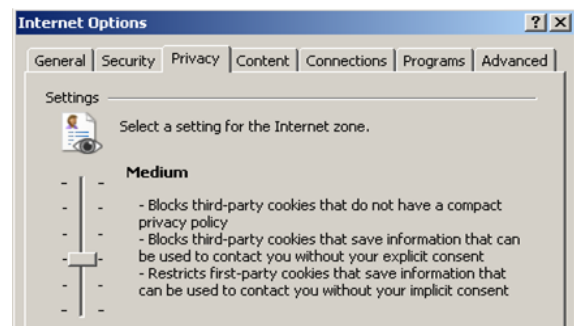 Internet Options
General Security Privacy Content Connections Programs Advanced
Settings
Select a setting for the Internet zone.
Medium
- Blocks third-party cookies that do not have a compact
privacy policy
- Blocks third-party cookies that save information that can
be used to contact you without your explicit consent
- Restricts first-party cookies that save information that
can be used to contact you without your implicit consent